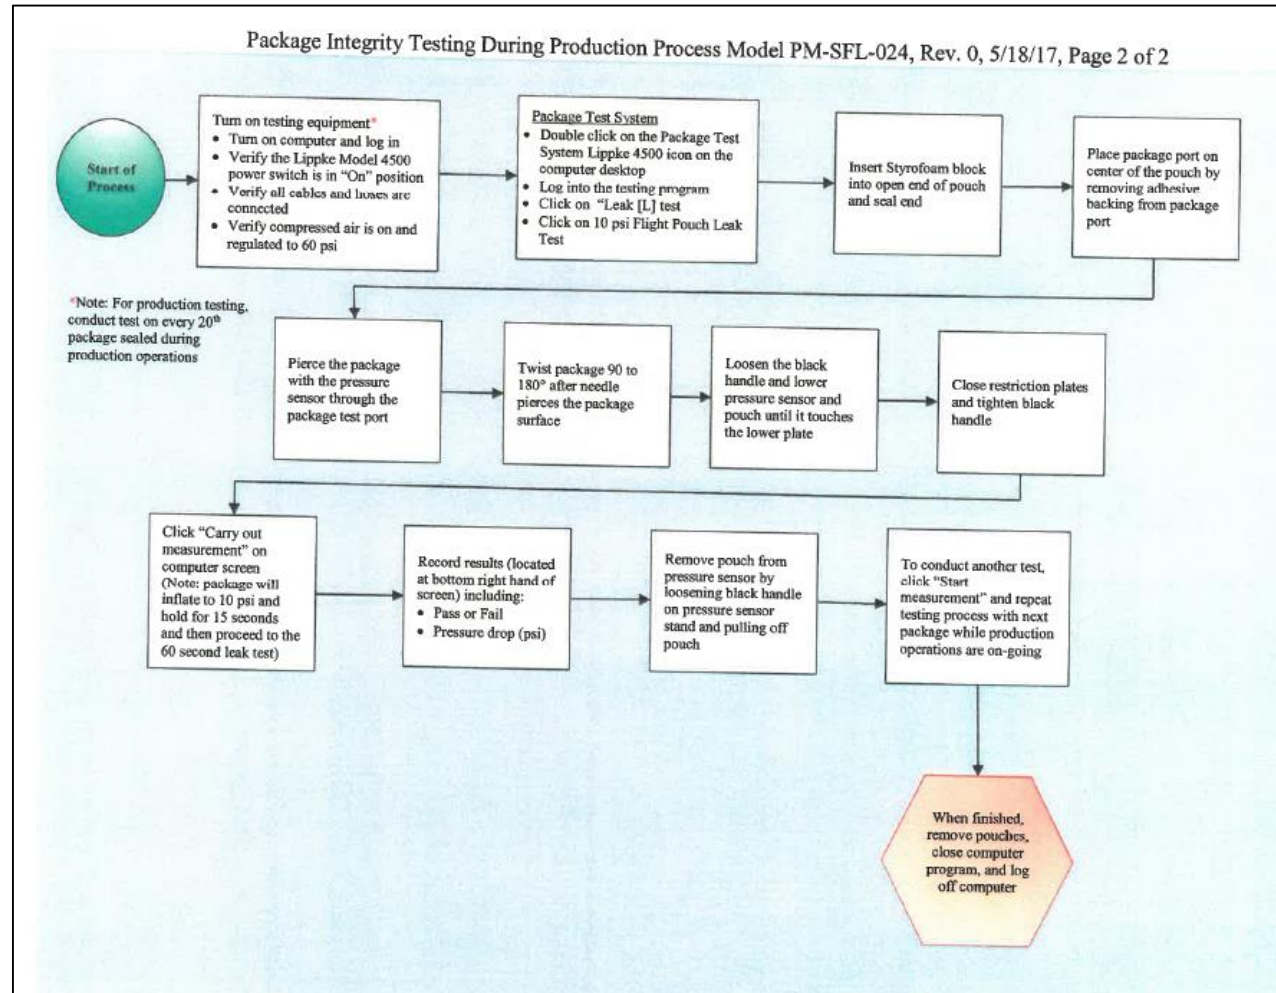 Package Integrity Testing During Production Process Model PM-SFL-024, Rev. 0, 5/18/17, Page 2 of 2
Start of
Process
Turn on testing equipment*
• Turn on computer and log in
• Verify the Lippke Model 4500
power switch is in "On" position
• Verify all cables and hoses are
connected
• Verify compressed air is on and
regulated to 60 psi
Package Test System
• Double click on the Package Test
System Lippke 4500 icon on the
computer desktop
• Log into the testing program
• Click on "Leak [L] test
• Click on 10 psi Flight Pouch Leak
Test
Insert Styrofoam block
into open end of pouch
and seal end
Place package port on
center of the pouch by
removing adhesive
backing from package
port
*Note: For production testing,
conduct test on every 20th
package sealed during
production operations
Pierce the package
with the pressure
sensor through the
package test port
Twist package 90 to
180° after needle
pierces the package
surface
Loosen the black
handle and lower
pressure sensor and
pouch until it touches
the lower plate
Close restriction plates
and tighten black
handle
Click "Carry out
measurement" on
computer screen
(Note: package will
inflate to 10 psi and
hold for 15 seconds
and then proceed to the
60 second leak test)
Record results (located
at bottom right hand of
screen) including:
• Pass or Fail
• Pressure drop (psi)
Remove pouch from
pressure sensor by
loosening black handle
on pressure sensor
stand and pulling off
pouch
To conduct another test,
click "Start
measurement" and repeat
testing process with next
package while production
operations are on-going
When finished,
remove pouches,
close computer
program, and log
off computer